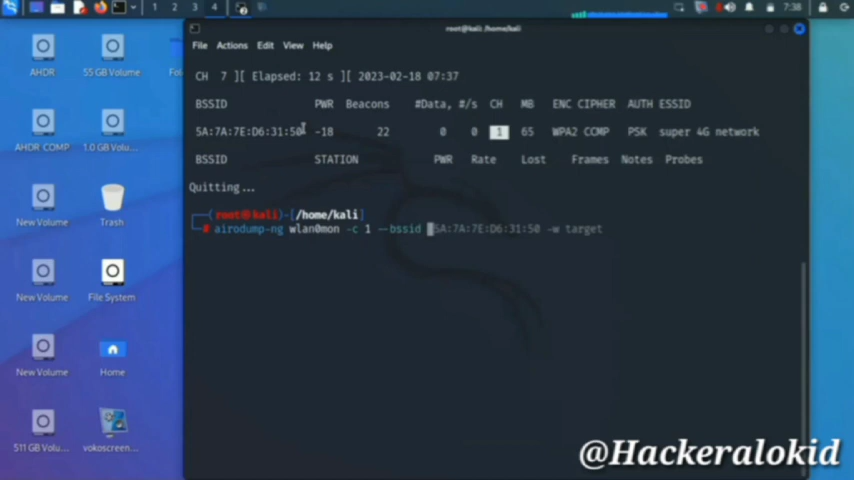 1 2 3 4
7:38
root@kali: /home/kali
File Actions Edit View Help
CH 7 ][ Elapsed: 12 s ][ 2023-02-18 07:37
BSSID PWR Beacons #Data, #/s CH MB ENC CIPHER AUTH ESSID
5A:7A:7E:D6:31:50 -18 22 0 0 1 65 WPA2 CCMP PSK super 4G network
BSSID STATION PWR Rate Lost Frames Notes Probes
Quitting...
(root@kali)-[/home/kali]
# airodump-ng wlan0mon -c 1 --bssid 5A:7A:7E:D6:31:50 -w target
AHDR
55 GB Volume
AHDR COMP
1.0 GB Volu...
New Volume
Trash
New Volume
File System
New Volume
Home
511 GB Volu...
vokoscreen...
@Hackeralokid